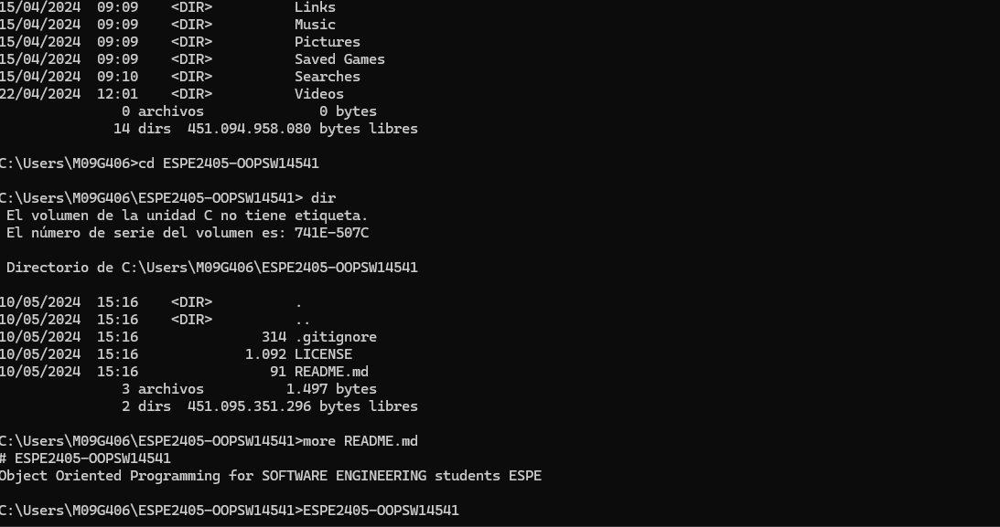 15/04/2024  09:09    <DIR>          Links
15/04/2024  09:09    <DIR>          Music
15/04/2024  09:09    <DIR>          Pictures
15/04/2024  09:09    <DIR>          Saved Games
15/04/2024  09:10    <DIR>          Searches
22/04/2024  12:01    <DIR>          Videos
               0 archivos              0 bytes
              14 dirs  451.094.958.080 bytes libres

C:\Users\M09G406>cd ESPE2405-OOPSW14541

C:\Users\M09G406\ESPE2405-OOPSW14541> dir
 El volumen de la unidad C no tiene etiqueta.
 El número de serie del volumen es: 741E-507C

 Directorio de C:\Users\M09G406\ESPE2405-OOPSW14541

10/05/2024  15:16    <DIR>          .
10/05/2024  15:16    <DIR>          ..
10/05/2024  15:16               314 .gitignore
10/05/2024  15:16             1.092 LICENSE
10/05/2024  15:16                91 README.md
               3 archivos          1.497 bytes
               2 dirs  451.095.351.296 bytes libres

C:\Users\M09G406\ESPE2405-OOPSW14541>more README.md
# ESPE2405-OOPSW14541
Object Oriented Programming for SOFTWARE ENGINEERING students ESPE

C:\Users\M09G406\ESPE2405-OOPSW14541>ESPE2405-OOPSW14541